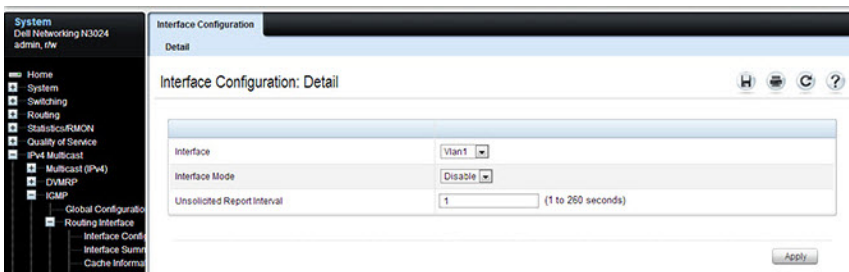 System
Dell Networking N3024
admin, r/w
Home
System
Switching
Routing
Statistics/RMON
Quality of Service
IPv4 Multicast
Multicast (IPv4)
DVMRP
IGMP
Global Configuratio
Routing Interface
Interface Confi
Interface Summ
Cache Informa
Interface Configuration
Detail
Interface Configuration: Detail
H C ?
Interface Vlan1
Interface Mode Disable
Unsolicited Report Interval 1 (1 to 260 seconds)
Apply